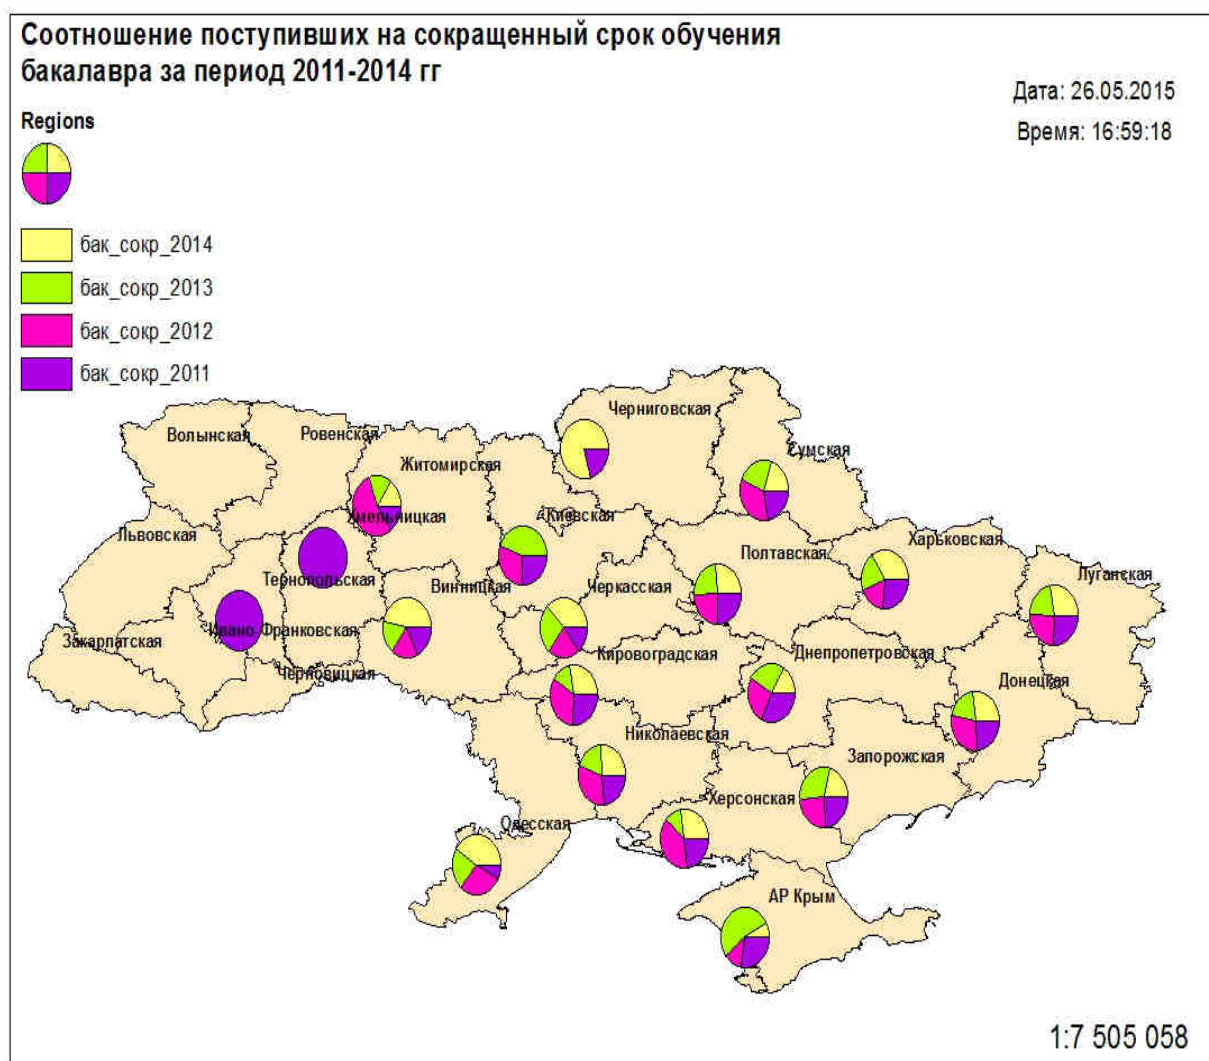 Соотношение поступивших на сокращенный срок обучения
бакалавра за период 2011-2014 гг
Дата: 26.05.2015
Время: 16:59:18
Regions
бак_сокр_2014
бак_сокр_2013
бак_сокр_2012
бак_сокр_2011
Черниговская
Волынская
Ровенская
Сумская
Житомирская
Хмельницкая
Киевская
Львовская
Харьковская
Полтавская
Тернопольская
Винницкая
Черкасская
Луганская
Ивано-Франковская
Закарпатская
Кировоградская
Днепропетровская
Черновицкая
Донецкая
Николаевская
Запорожская
Херсонская
Одесская
АР Крым
1:7 505 058